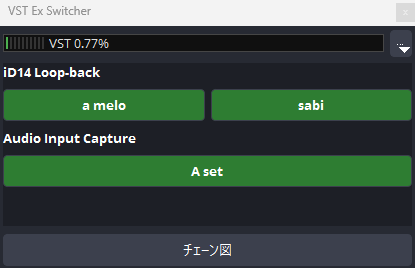 VST Ex Switcher
VST 0.77%
...
iD14 Loop-back
a melo
sabi
Audio Input Capture
A set
チェーン図